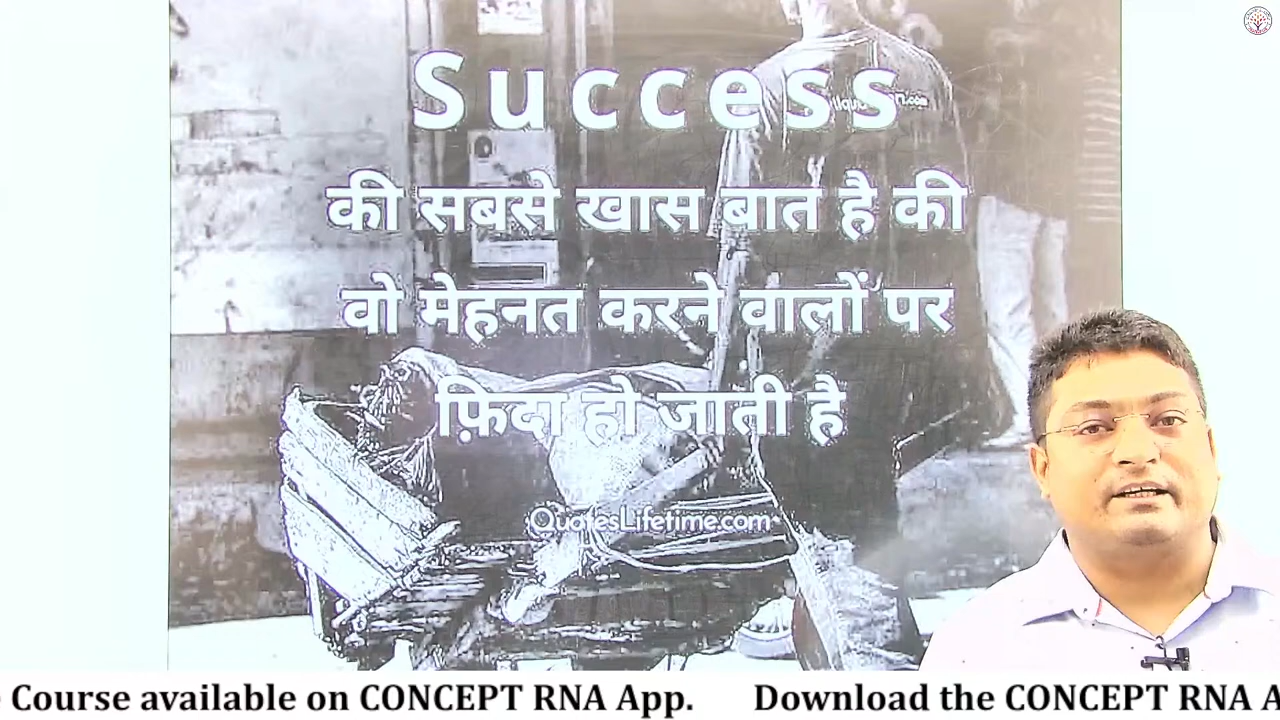 Success
की सबसे खास बात है की
वो मेहनत करने वालों पर
फ़िदा हो जाती है
QuotesLifetime.com
Course available on CONCEPT RNA App. Download the CONCEPT RNA A